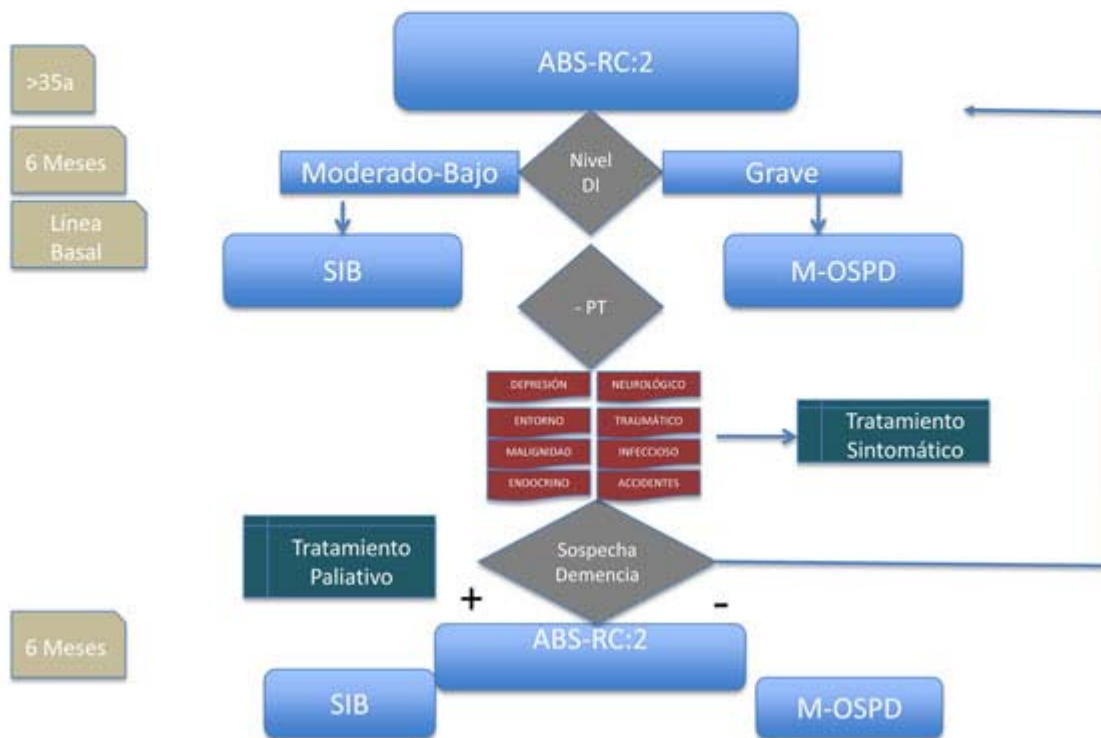 ABS-RC:2
>35a
6 Meses
Línea
Basal
Nivel
DI
Moderado-Bajo
Grave
SIB
M-OSPD
- PT
DEPRESIÓN
NEUROLÓGICO
ENTORNO
TRAUMÁTICO
MALIGNIDAD
INFECCIOSO
ENDOCRINO
ACCIDENTES
Tratamiento
Sintomático
Tratamiento
Paliativo
Sospecha
Demencia
+
-
6 Meses
ABS-RC:2
SIB
M-OSPD